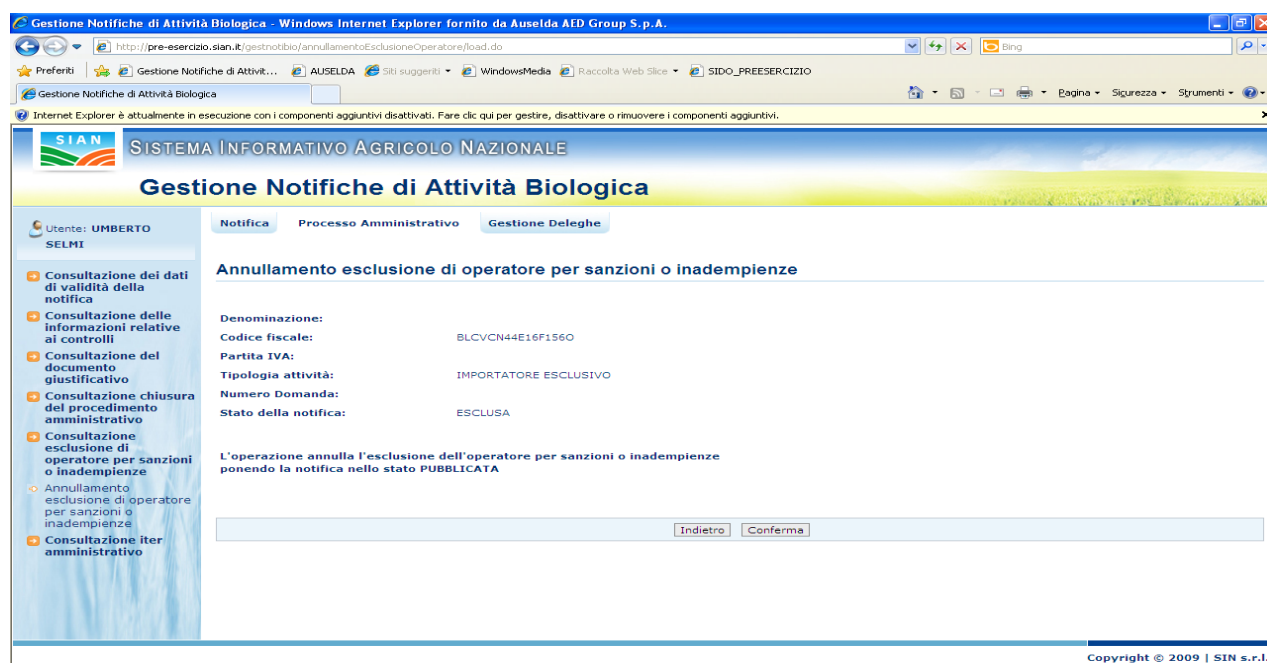 Gestione Notifiche di Attività Biologica - Windows Internet Explorer fornito da Auselda AED Group S.p.A.
http://pre-esercizio.sian.it/gestnotibio/annullamentoEsclusioneOperatore/load.do
Bing
Preferiti
Gestione Notifiche di Attivit...
AUSELDA
Siti suggeriti
WindowsMedia
Raccolta Web Slice
SIDO_PREESERCIZIO
Gestione Notifiche di Attività Biologica
Pagina
Sicurezza
Strumenti
Internet Explorer è attualmente in esecuzione con i componenti aggiuntivi disattivati. Fare clic qui per gestire, disattivare o rimuovere i componenti aggiuntivi.
SIAN
SISTEMA INFORMATIVO AGRICOLO NAZIONALE
Gestione Notifiche di Attività Biologica
Utente: UMBERTO
SELMI
Notifica
Processo Amministrativo
Gestione Deleghe
Consultazione dei dati
di validità della
notifica
Consultazione delle
informazioni relative
ai controlli
Consultazione del
documento
giustificativo
Consultazione chiusura
del procedimento
amministrativo
Consultazione
esclusione di
operatore per sanzioni
o inadempienze
Annullamento
esclusione di operatore
per sanzioni o
inadempienze
Consultazione iter
amministrativo
Annullamento esclusione di operatore per sanzioni o inadempienze
Denominazione:
Codice fiscale: BLCVCN44E16F156O
Partita IVA:
Tipologia attività: IMPORTATORE ESCLUSIVO
Numero Domanda:
Stato della notifica: ESCLUSA
L'operazione annulla l'esclusione dell'operatore per sanzioni o inadempienze
ponendo la notifica nello stato PUBBLICATA
Indietro
Conferma
Copyright © 2009 | SIN s.r.l.